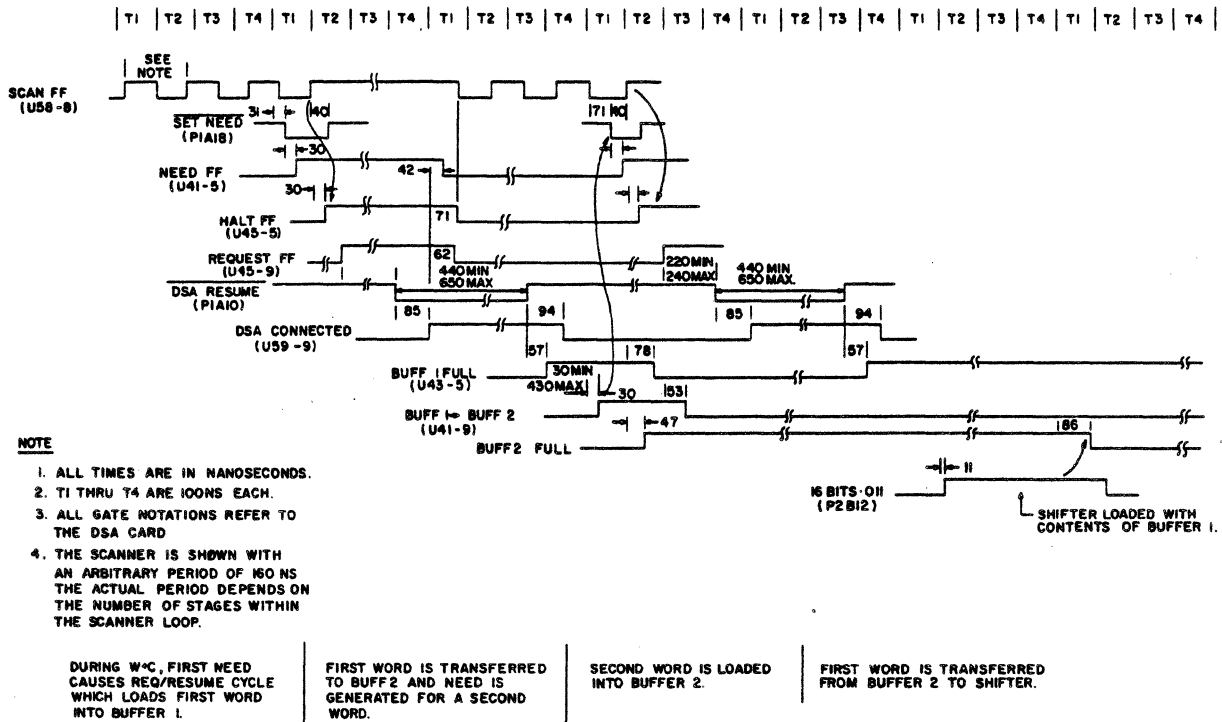 T1 T2 T3 T4 T1 T2 T3 T4 T1 T2 T3 T4 T1 T2 T3 T4 T1 T2 T3 T4 T1 T2 T3 T4 T1 T2 T3 T4
SEE
NOTE
SCAN FF
(U58-8)
31 40 71 40
SET NEED
(PIA18)
30
NEED FF
(U41-5)
42
30
HALT FF
(U45-5)
71
REQUEST FF
(U45-9)
62
220 MIN
240 MAX
440 MIN
650 MAX
440 MIN
650 MAX.
DSA RESUME
(PIA10)
85 94 85 94
DSA CONNECTED
(U59-9)
57 78 57
BUFF 1 FULL
(U43-5)
30 MIN
430 MAX
30 53
BUFF 1→ BUFF 2
(U41-9)
47
BUFF 2 FULL
86
11
16 BITS·011
(P2B12)
SHIFTER LOADED WITH
CONTENTS OF BUFFER 1.
NOTE
1. ALL TIMES ARE IN NANOSECONDS.
2. T1 THRU T4 ARE 100NS EACH.
3. ALL GATE NOTATIONS REFER TO
THE DSA CARD
4. THE SCANNER IS SHOWN WITH
AN ARBITRARY PERIOD OF 160 NS
THE ACTUAL PERIOD DEPENDS ON
THE NUMBER OF STAGES WITHIN
THE SCANNER LOOP.
DURING W•C, FIRST NEED
CAUSES REQ/RESUME CYCLE
WHICH LOADS FIRST WORD
INTO BUFFER 1.
FIRST WORD IS TRANSFERRED
TO BUFF 2 AND NEED IS
GENERATED FOR A SECOND
WORD.
SECOND WORD IS LOADED
INTO BUFFER 2.
FIRST WORD IS TRANSFERRED
FROM BUFFER 2 TO SHIFTER.